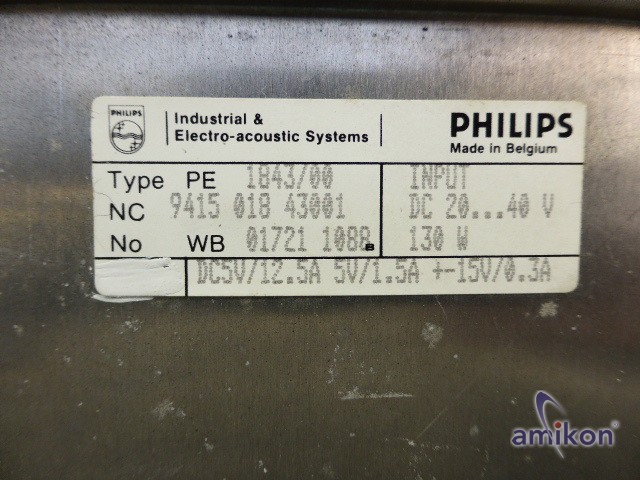 PHILIPS
Industrial &
Electro-acoustic Systems
PHILIPS
Made in Belgium
Type PE 1843/00
NC 9415 018 43001
No WB 01721 1088 B
INPUT
DC 20...40 V
130 W
DC5V/12.5A 5V/1.5A +-15V/0.3A
amikon®